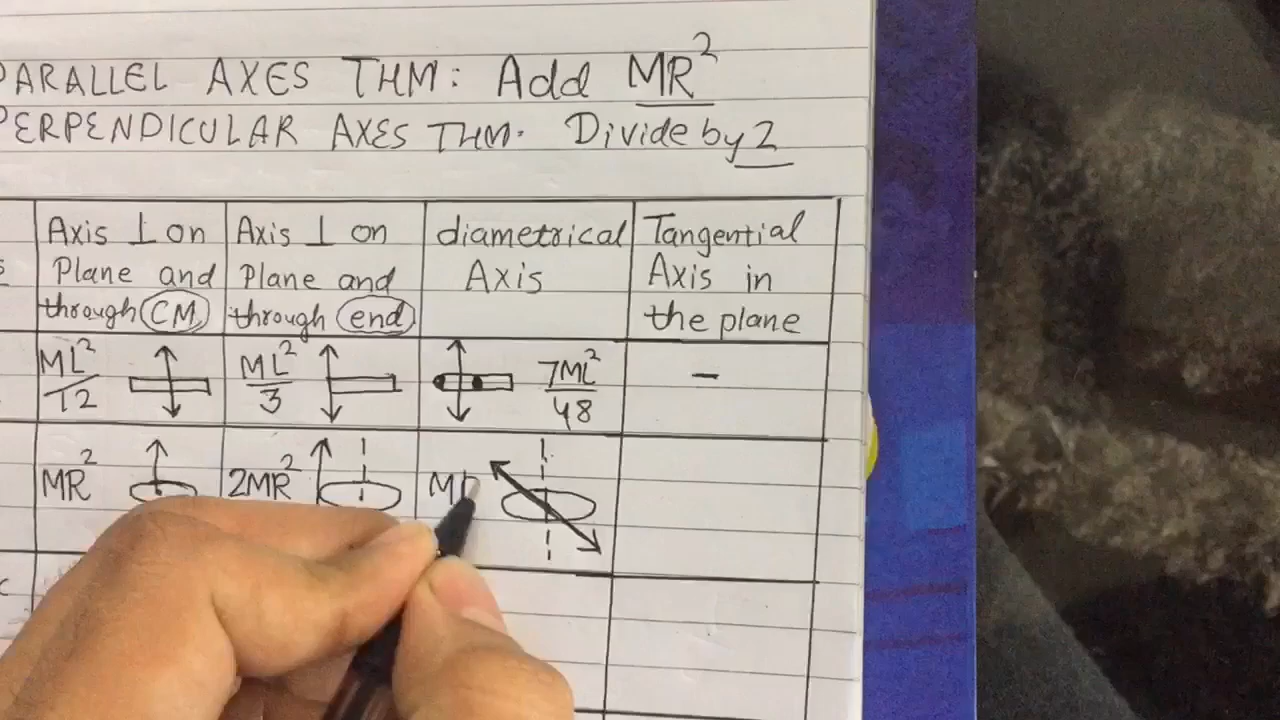 PARALLEL AXES THM: Add MR²
PERPENDICULAR AXES THM. Divide by 2
Axis ⊥ on
Plane and
through CM
Axis ⊥ on
Plane and
through end
diametrical
Axis
Tangential
Axis in
the plane
ML²/12
ML²/3
7ML²/48
-
MR²
2MR²